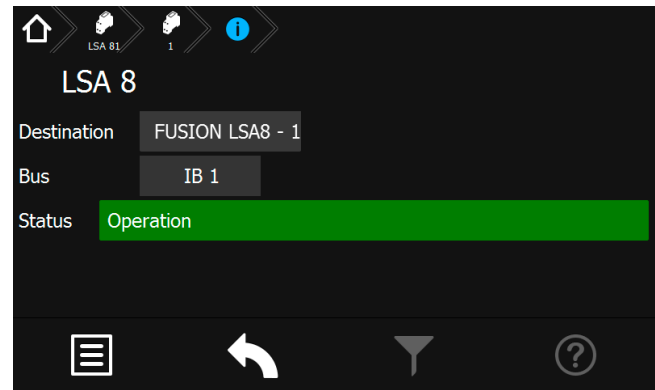 LSA 81
1
i
LSA 8
Destination FUSION LSA8 - 1
Bus IB 1
Status Operation
?